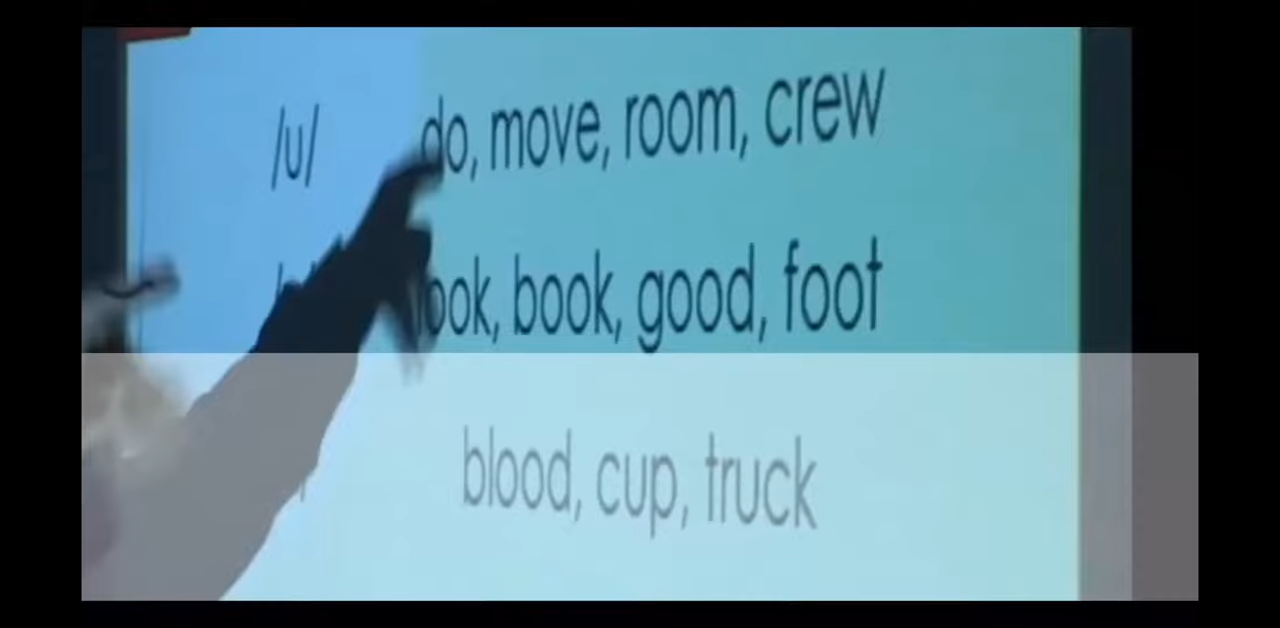 /u/ do, move, room, crew
book, good, foot
blood, cup, truck